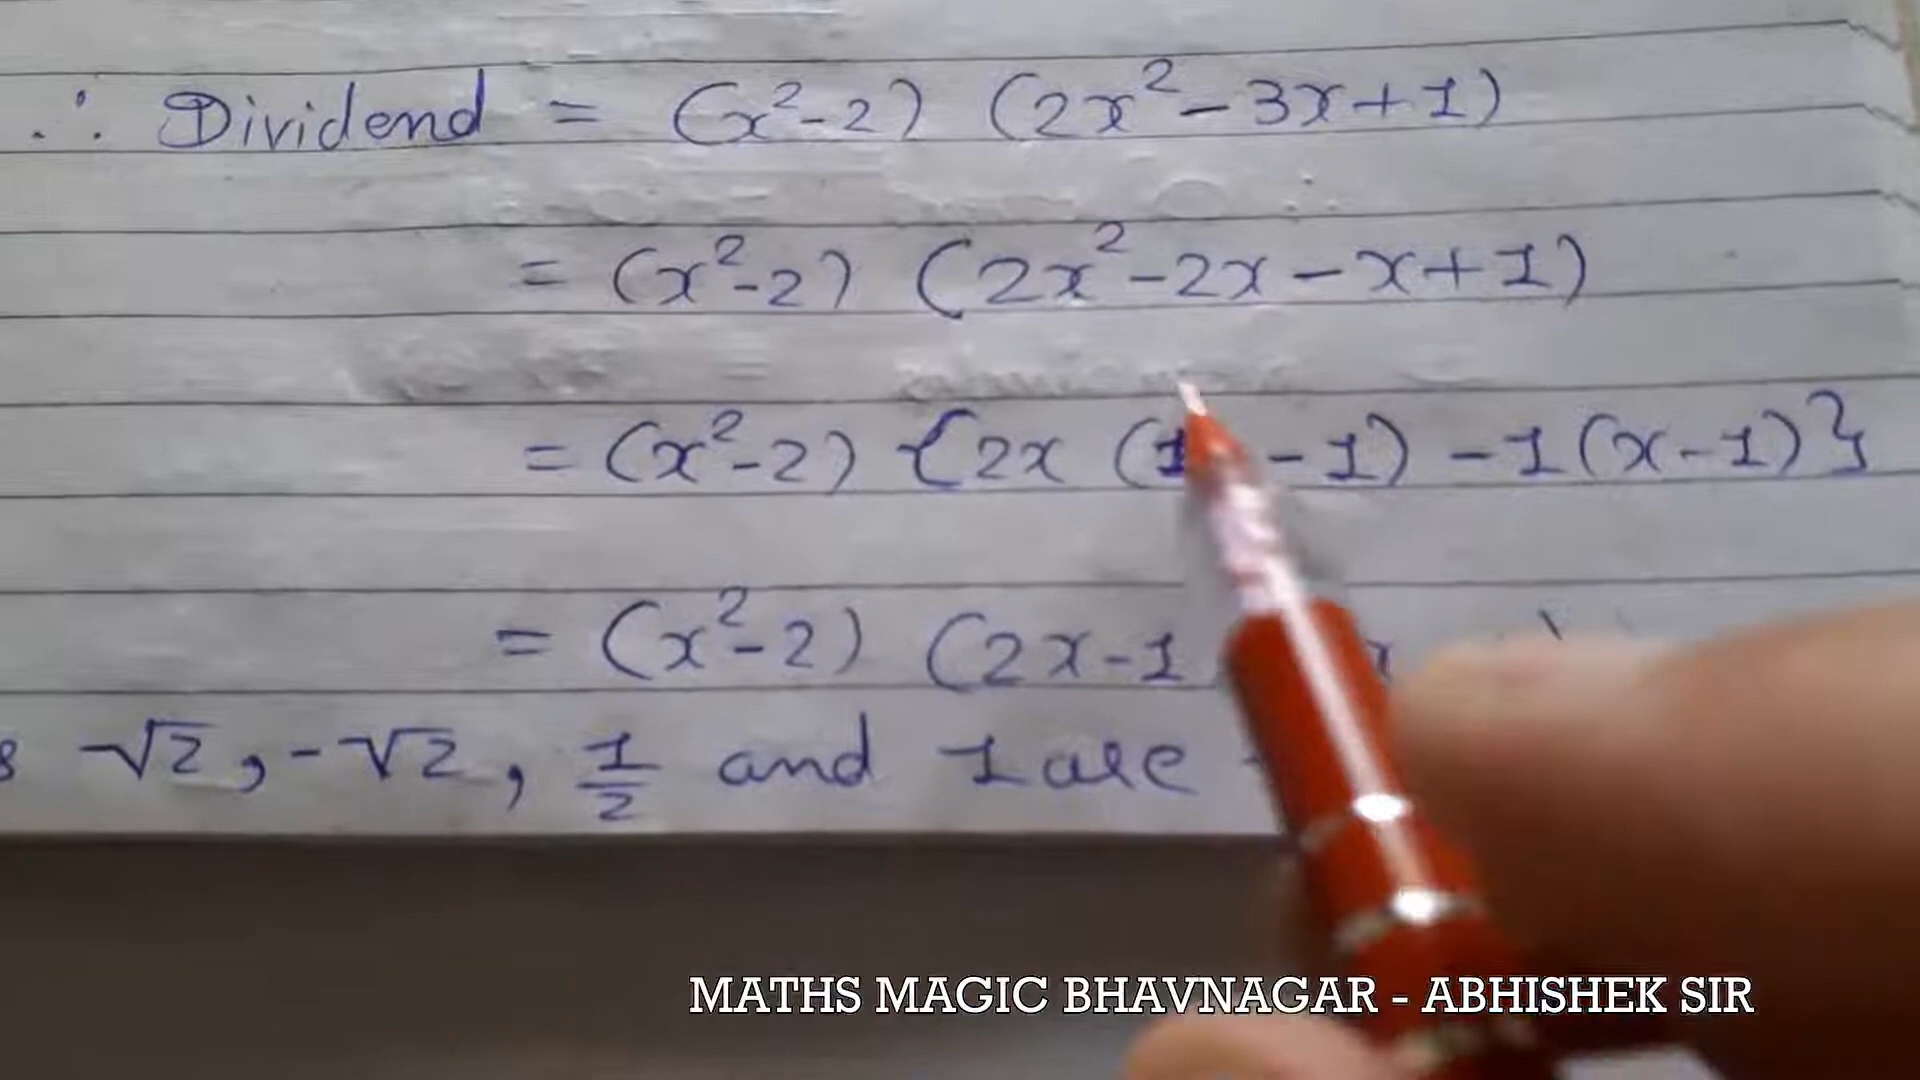 ∴ Dividend = (x²-2) (2x²-3x+1)
= (x²-2) (2x²-2x-x+1)
= (x²-2) {2x (1 -1) -1(x-1)}
= (x²-2) (2x-1 x
√2, -√2, 1/2 and 1 are
MATHS MAGIC BHAVNAGAR - ABHISHEK SIR